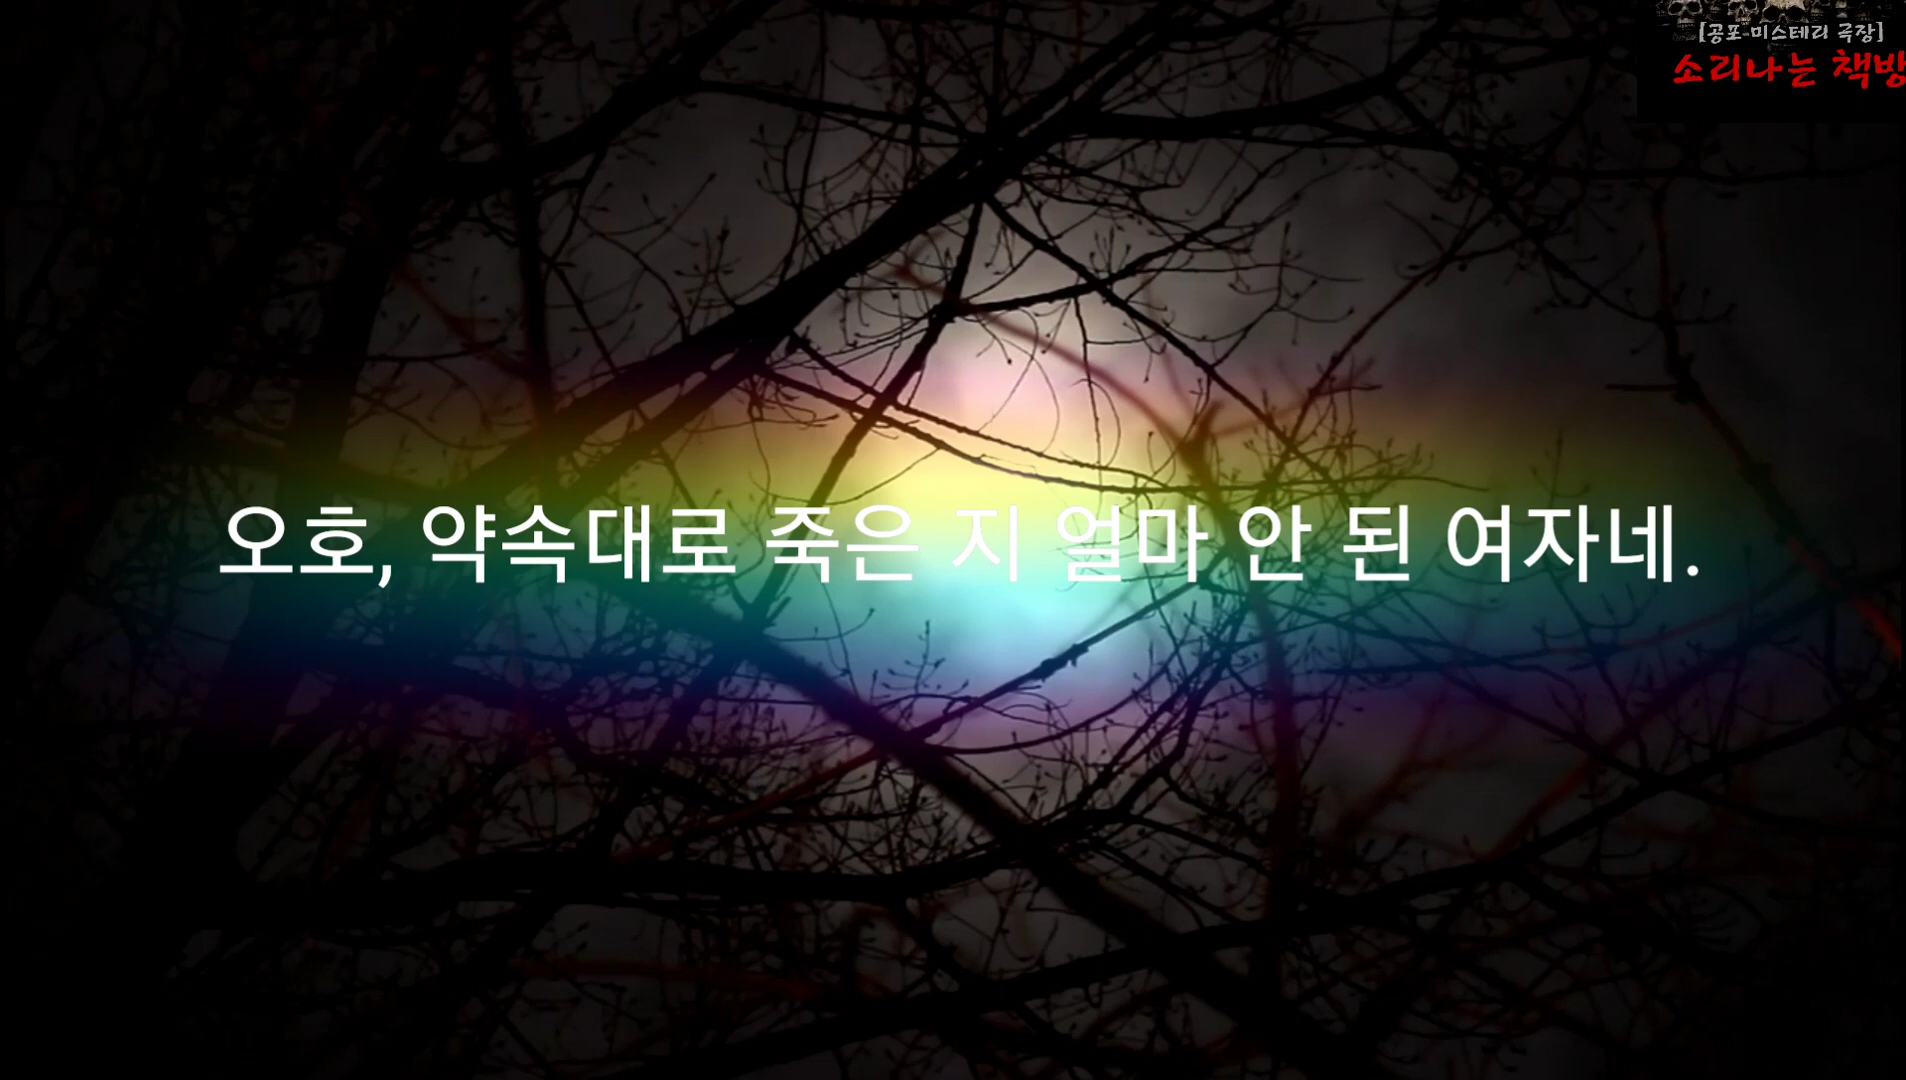 [공포·미스테리 극장]
소리나는 책방
오호, 약속대로 죽은 지 얼마 안 된 여자네.